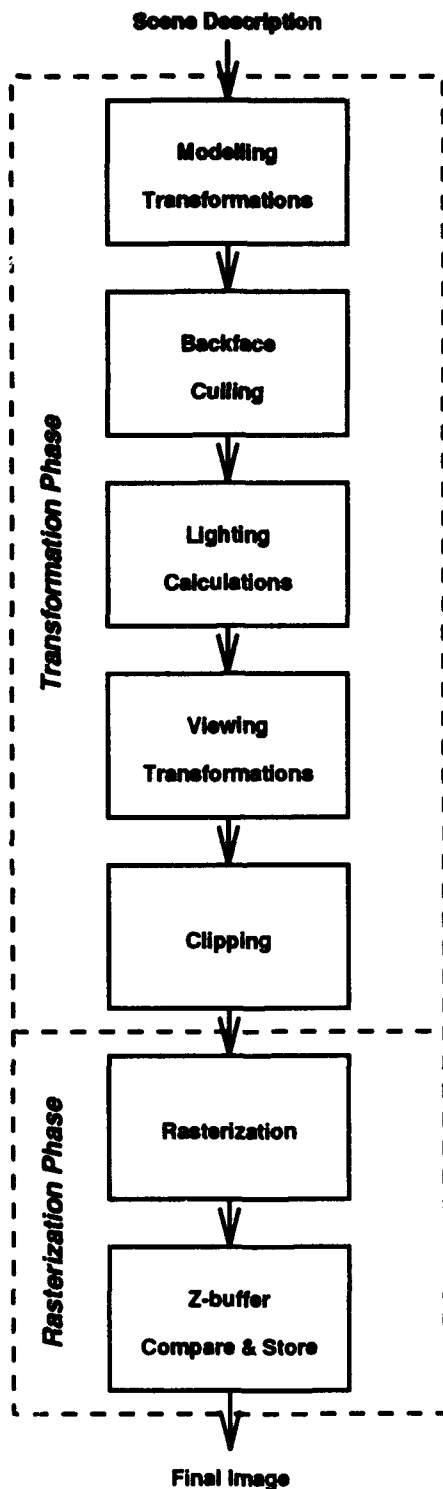 Scene Description
Modelling
Transformations
Backface
Culling
Lighting
Calculations
Viewing
Transformations
Clipping
Transformation Phase
Rasterization
Z-buffer
Compare & Store
Rasterization Phase
Final Image